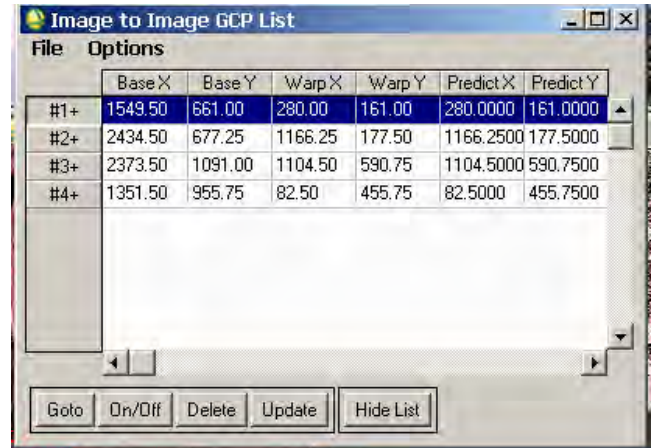 Image to Image GCP List
File Options
Base X Base Y Warp X Warp Y Predict X Predict Y
#1+ 1549.50 661.00 280.00 161.00 280.0000 161.0000
#2+ 2434.50 677.25 1166.25 177.50 1166.2500 177.5000
#3+ 2373.50 1091.00 1104.50 590.75 1104.5000 590.7500
#4+ 1351.50 955.75 82.50 455.75 82.5000 455.7500
Goto On/Off Delete Update Hide List